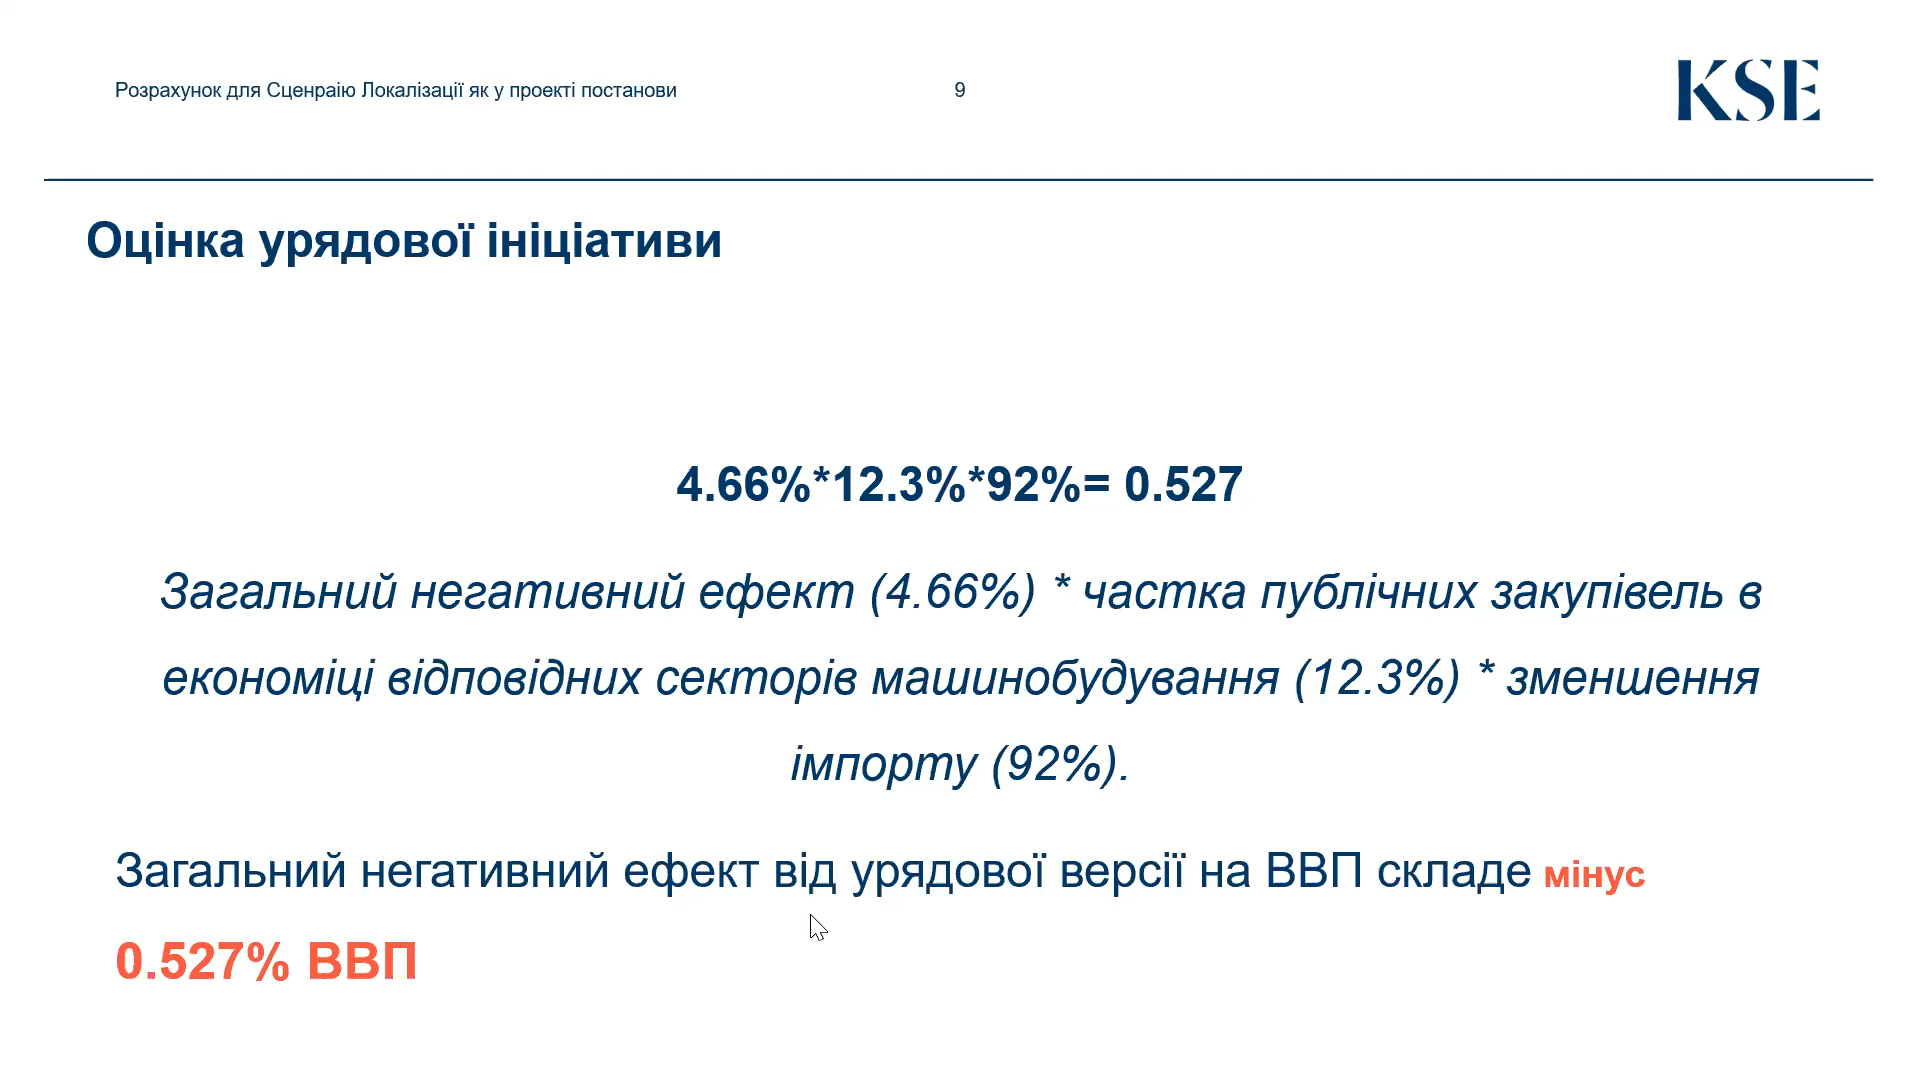 Розрахунок для Сценраію Локалізації як у проекті постанови
9
KSE
Оцінка урядової ініціативи
4.66%*12.3%*92%= 0.527
Загальний негативний ефект (4.66%) * частка публічних закупівель в
економіці відповідних секторів машинобудування (12.3%) * зменшення
імпорту (92%).
Загальний негативний ефект від урядової версії на ВВП складе мінус
0.527% ВВП